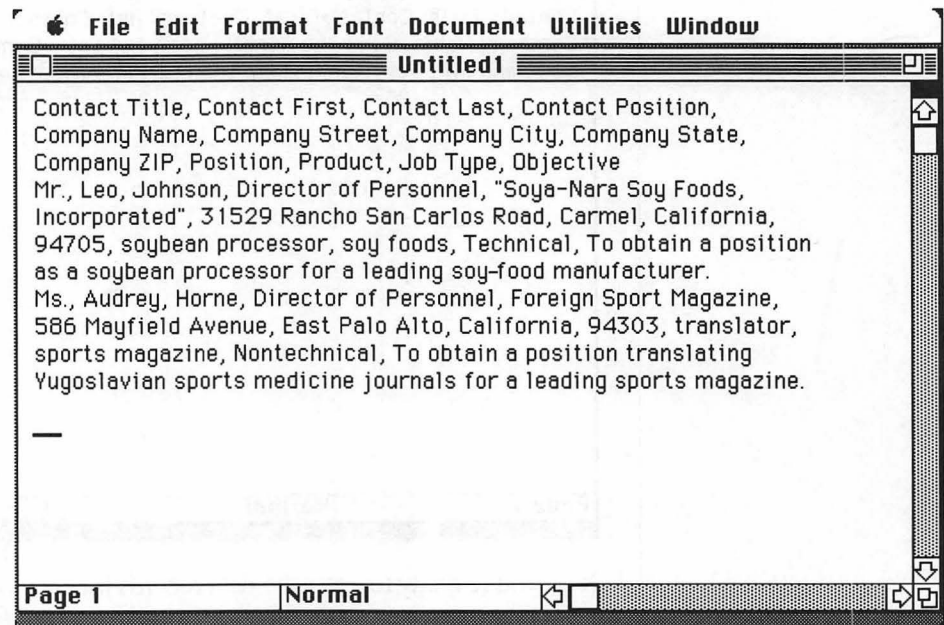 File Edit Format Font Document Utilities Window
Untitled1
Contact Title, Contact First, Contact Last, Contact Position,
Company Name, Company Street, Company City, Company State,
Company ZIP, Position, Product, Job Type, Objective
Mr., Leo, Johnson, Director of Personnel, "Soya-Nara Soy Foods,
Incorporated", 31529 Rancho San Carlos Road, Carmel, California,
94705, soybean processor, soy foods, Technical, To obtain a position
as a soybean processor for a leading soy-food manufacturer.
Ms., Audrey, Horne, Director of Personnel, Foreign Sport Magazine,
586 Mayfield Avenue, East Palo Alto, California, 94303, translator,
sports magazine, Nontechnical, To obtain a position translating
Yugoslavian sports medicine journals for a leading sports magazine.
Page 1 Normal